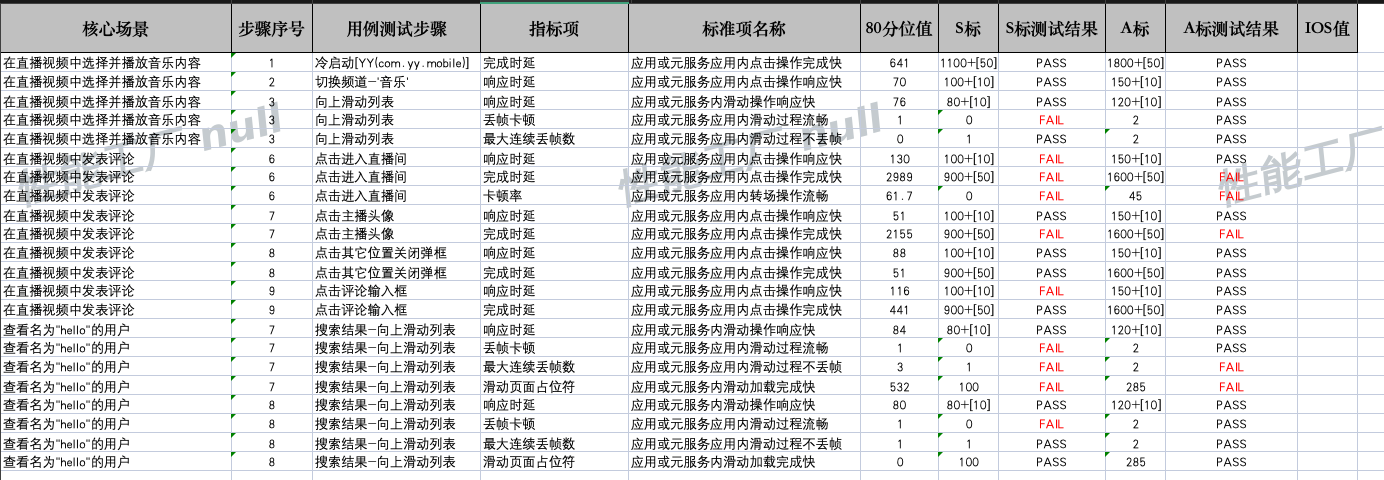 核心场景 步骤序号 用例测试步骤 指标项 标准项名称 80分位值 S标 S标测试结果 A标 A标测试结果 IOS值
在直播视频中选择并播放音乐内容 1 冷启动[YY(com.yy.mobile)] 完成时延 应用或元服务应用内点击操作完成快 641 1100+[50] PASS 1800+[50] PASS
在直播视频中选择并播放音乐内容 2 切换频道-'音乐' 响应时延 应用或元服务应用内点击操作响应快 70 100+[10] PASS 150+[10] PASS
在直播视频中选择并播放音乐内容 3 向上滑动列表 响应时延 应用或元服务内滑动操作响应快 76 80+[10] PASS 120+[10] PASS
在直播视频中选择并播放音乐内容 3 向上滑动列表 丢帧卡顿 应用或元服务应用内滑动过程流畅 1 0 FAIL 2 PASS
在直播视频中选择并播放音乐内容 3 向上滑动列表 最大连续丢帧数 应用或元服务应用内滑动过程不丢帧 0 1 PASS 2 PASS
在直播视频中发表评论 6 点击进入直播间 响应时延 应用或元服务应用内点击操作响应快 130 100+[10] FAIL 150+[10] PASS
在直播视频中发表评论 6 点击进入直播间 完成时延 应用或元服务应用内点击操作完成快 2989 900+[50] FAIL 1600+[50] FAIL
在直播视频中发表评论 6 点击进入直播间 卡顿率 应用或元服务应用内转场操作流畅 61.7 0 FAIL 45 FAIL
在直播视频中发表评论 7 点击主播头像 响应时延 应用或元服务应用内点击操作响应快 51 100+[10] PASS 150+[10] PASS
在直播视频中发表评论 7 点击主播头像 完成时延 应用或元服务应用内点击操作完成快 2155 900+[50] FAIL 1600+[50] FAIL
在直播视频中发表评论 8 点击其它位置关闭弹框 响应时延 应用或元服务应用内点击操作响应快 88 100+[10] PASS 150+[10] PASS
在直播视频中发表评论 8 点击其它位置关闭弹框 完成时延 应用或元服务应用内点击操作完成快 51 900+[50] PASS 1600+[50] PASS
在直播视频中发表评论 9 点击评论输入框 响应时延 应用或元服务应用内点击操作响应快 116 100+[10] FAIL 150+[10] PASS
在直播视频中发表评论 9 点击评论输入框 完成时延 应用或元服务应用内点击操作完成快 441 900+[50] PASS 1600+[50] PASS
查看名为"hello"的用户 7 搜索结果-向上滑动列表 响应时延 应用或元服务内滑动操作响应快 84 80+[10] PASS 120+[10] PASS
查看名为"hello"的用户 7 搜索结果-向上滑动列表 丢帧卡顿 应用或元服务应用内滑动过程流畅 1 0 FAIL 2 PASS
查看名为"hello"的用户 7 搜索结果-向上滑动列表 最大连续丢帧数 应用或元服务应用内滑动过程不丢帧 3 1 FAIL 2 FAIL
查看名为"hello"的用户 7 搜索结果-向上滑动列表 滑动页面占位符 应用或元服务内滑动加载完成快 532 100 FAIL 285 FAIL
查看名为"hello"的用户 8 搜索结果-向上滑动列表 响应时延 应用或元服务内滑动操作响应快 80 80+[10] PASS 120+[10] PASS
查看名为"hello"的用户 8 搜索结果-向上滑动列表 丢帧卡顿 应用或元服务应用内滑动过程流畅 1 0 FAIL 2 PASS
查看名为"hello"的用户 8 搜索结果-向上滑动列表 最大连续丢帧数 应用或元服务应用内滑动过程不丢帧 1 1 PASS 2 PASS
查看名为"hello"的用户 8 搜索结果-向上滑动列表 滑动页面占位符 应用或元服务内滑动加载完成快 0 100 PASS 285 PASS
性能工厂 null
性能工厂 null
性能工厂